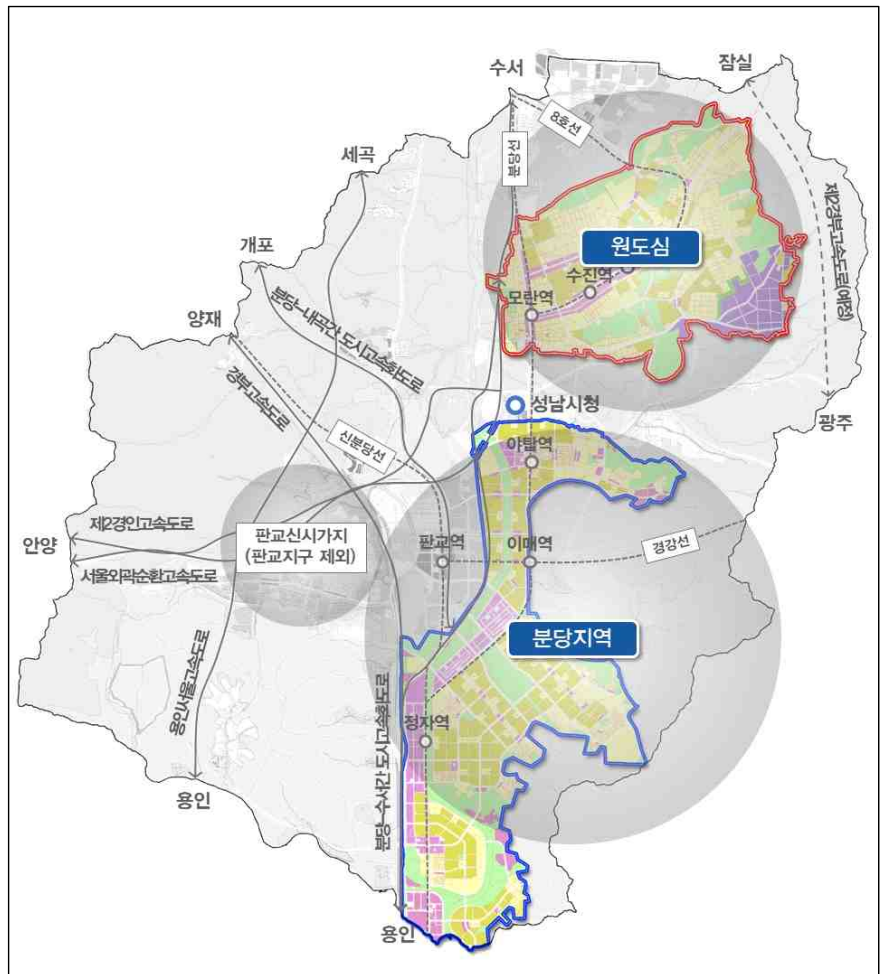 잠실
수서
8호선
분당선
세곡
제2경부고속도로(예정)
원도심
개포
수진역
모란역
분당~내곡간 도시고속화도로
양재
경부고속도로
성남시청
광주
신분당선
야탑역
제2경인고속도로
판교신시가지
(판교지구 제외)
안양
판교역
이매역
경강선
서울외곽순환고속도로
분당지역
용인서울고속도로
정자역
분당~수서간 도시고속화도로
용인
용인